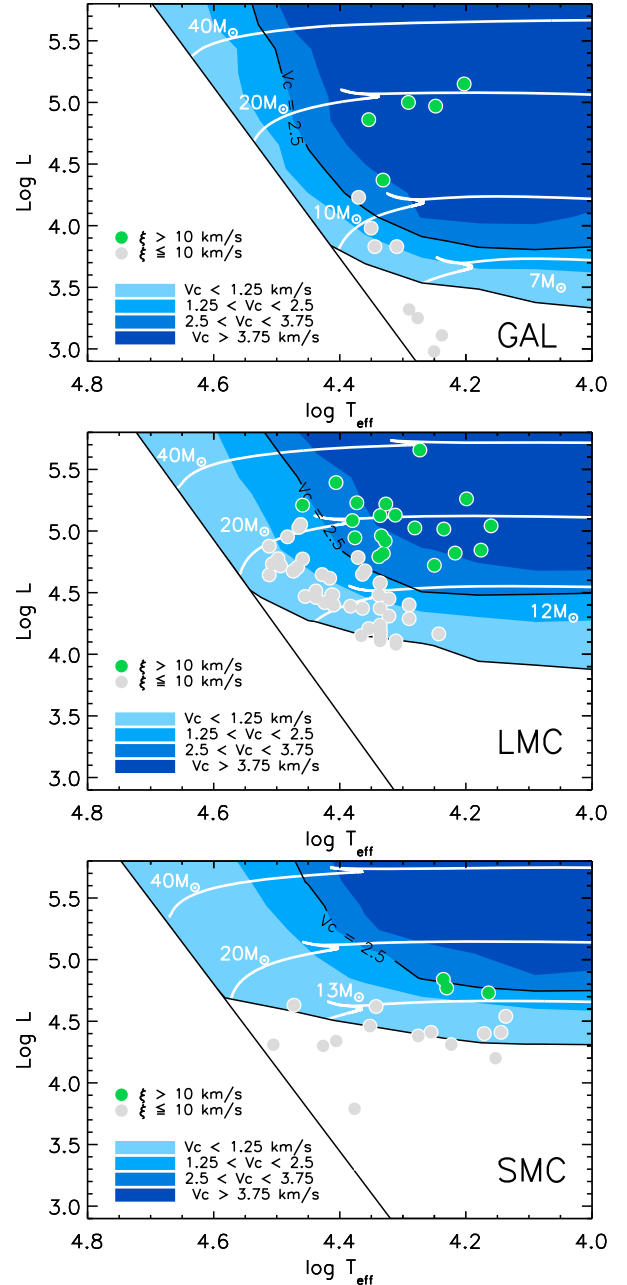 5.5
5.0
4.5
4.0
3.5
3.0
Log L
40M⊙
20M⊙
10M⊙
7M⊙
Vc = 2.5
ξ > 10 km/s
ξ ≦ 10 km/s
Vc < 1.25 km/s
1.25 < Vc < 2.5
2.5 < Vc < 3.75
Vc > 3.75 km/s
GAL
4.8 4.6 4.4 4.2 4.0
log Teff
5.5
5.0
4.5
4.0
3.5
3.0
Log L
40M⊙
20M⊙
12M⊙
Vc = 2.5
ξ > 10 km/s
ξ ≦ 10 km/s
Vc < 1.25 km/s
1.25 < Vc < 2.5
2.5 < Vc < 3.75
Vc > 3.75 km/s
LMC
4.8 4.6 4.4 4.2 4.0
log Teff
5.5
5.0
4.5
4.0
3.5
3.0
Log L
40M⊙
20M⊙
13M⊙
Vc = 2.5
ξ > 10 km/s
ξ ≦ 10 km/s
Vc < 1.25 km/s
1.25 < Vc < 2.5
2.5 < Vc < 3.75
Vc > 3.75 km/s
SMC
4.8 4.6 4.4 4.2 4.0
log Teff